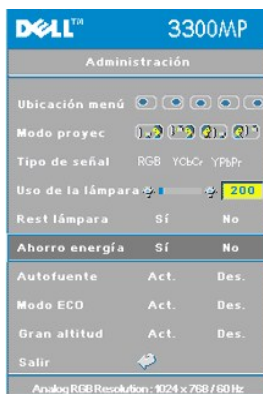 DELL™ 3300MP
Administración
Ubicación menú
Modo proyec
Tipo de señal RGB YCbCr YPbPr
Uso de la lámpara 200
Rest lámpara Sí No
Ahorro energía Sí No
Autofuente Act. Des.
Modo ECO Act. Des.
Gran altitud Act. Des.
Salir
Analog RGB Resolution : 1024 x 768 / 60 Hz